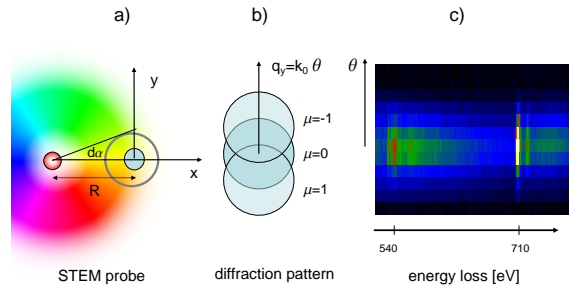 a)
b)
c)
y
dα
x
R
STEM probe
q_y=k_0 θ
μ=-1
μ=0
μ=1
diffraction pattern
θ
540
710
energy loss [eV]